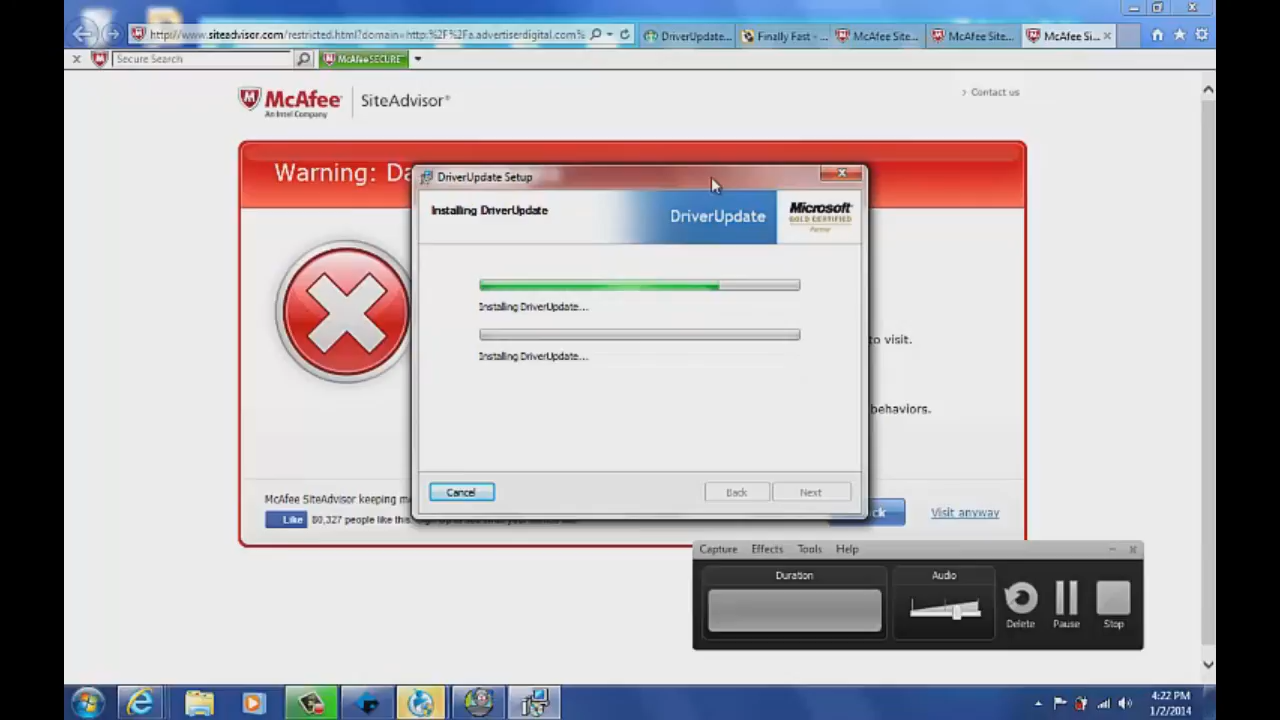 http://www.siteadvisor.com/restricted.html?domain=http:%2F%2Fa.advertiserdigital.com%
DriverUpdate...
Finally Fast - ...
McAfee Site...
McAfee Site...
McAfee Si...
Secure Search
McAfee SECURE
McAfee
An Intel Company
SiteAdvisor®
> Contact us
Warning: Da
DriverUpdate Setup
Installing DriverUpdate
DriverUpdate
Microsoft
GOLD CERTIFIED
Partner
Installing DriverUpdate...
to visit.
Installing DriverUpdate...
behaviors.
Cancel
Back
Next
McAfee SiteAdvisor keeping m
Like
80,327 people like this.
ck
Visit anyway
Capture
Effects
Tools
Help
Duration
Audio
Delete
Pause
Stop
4:22 PM
1/2/2014